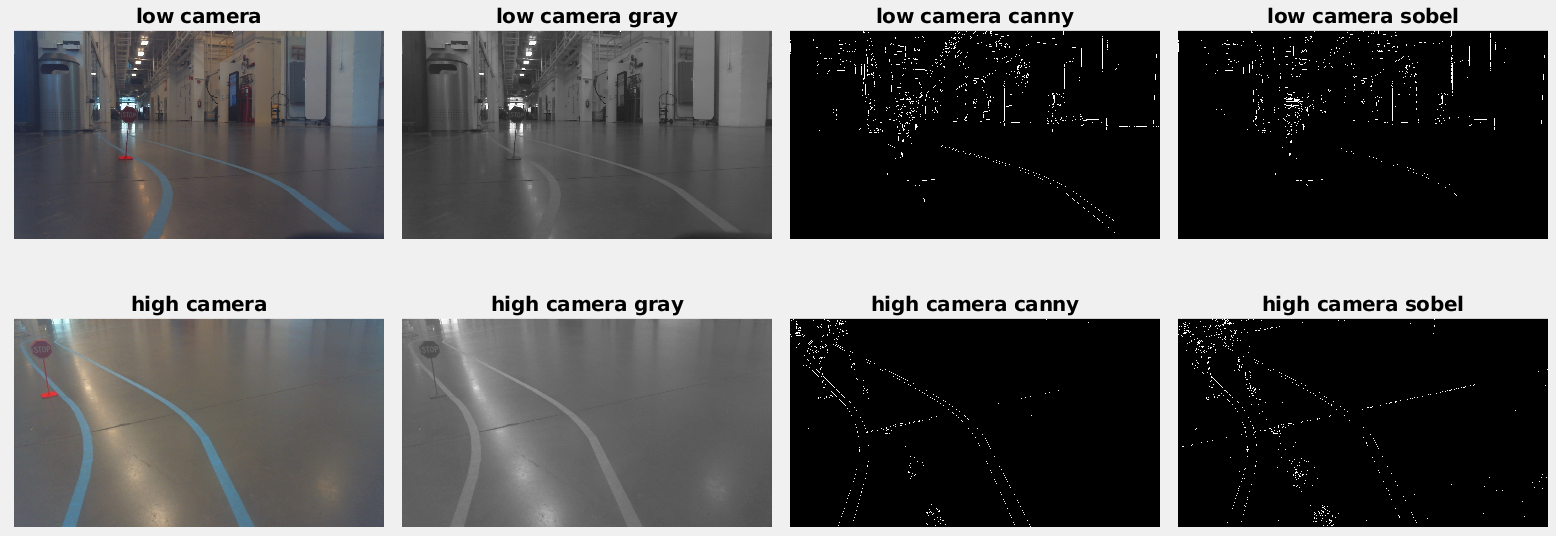 low camera
low camera gray
low camera canny
low camera sobel
high camera
high camera gray
high camera canny
high camera sobel
STOP
STOP